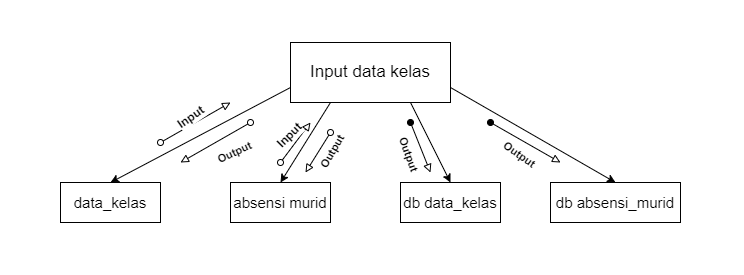 Input data kelas
Input
Output
Input
Output
Output
Output
data_kelas
absensi murid
db data_kelas
db absensi_murid